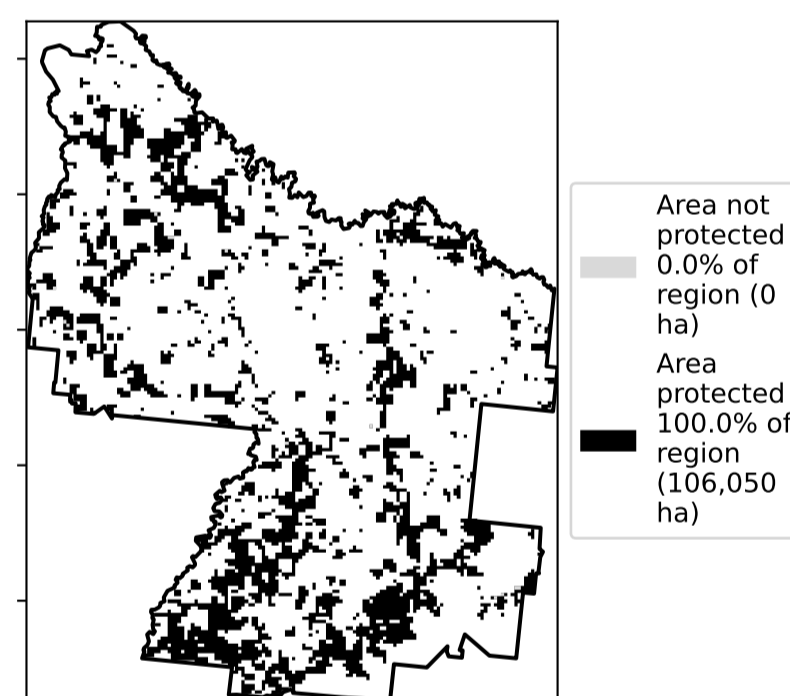 Area not
protected
0.0% of
region (0
ha)
Area
protected
100.0% of
region
(106,050
ha)